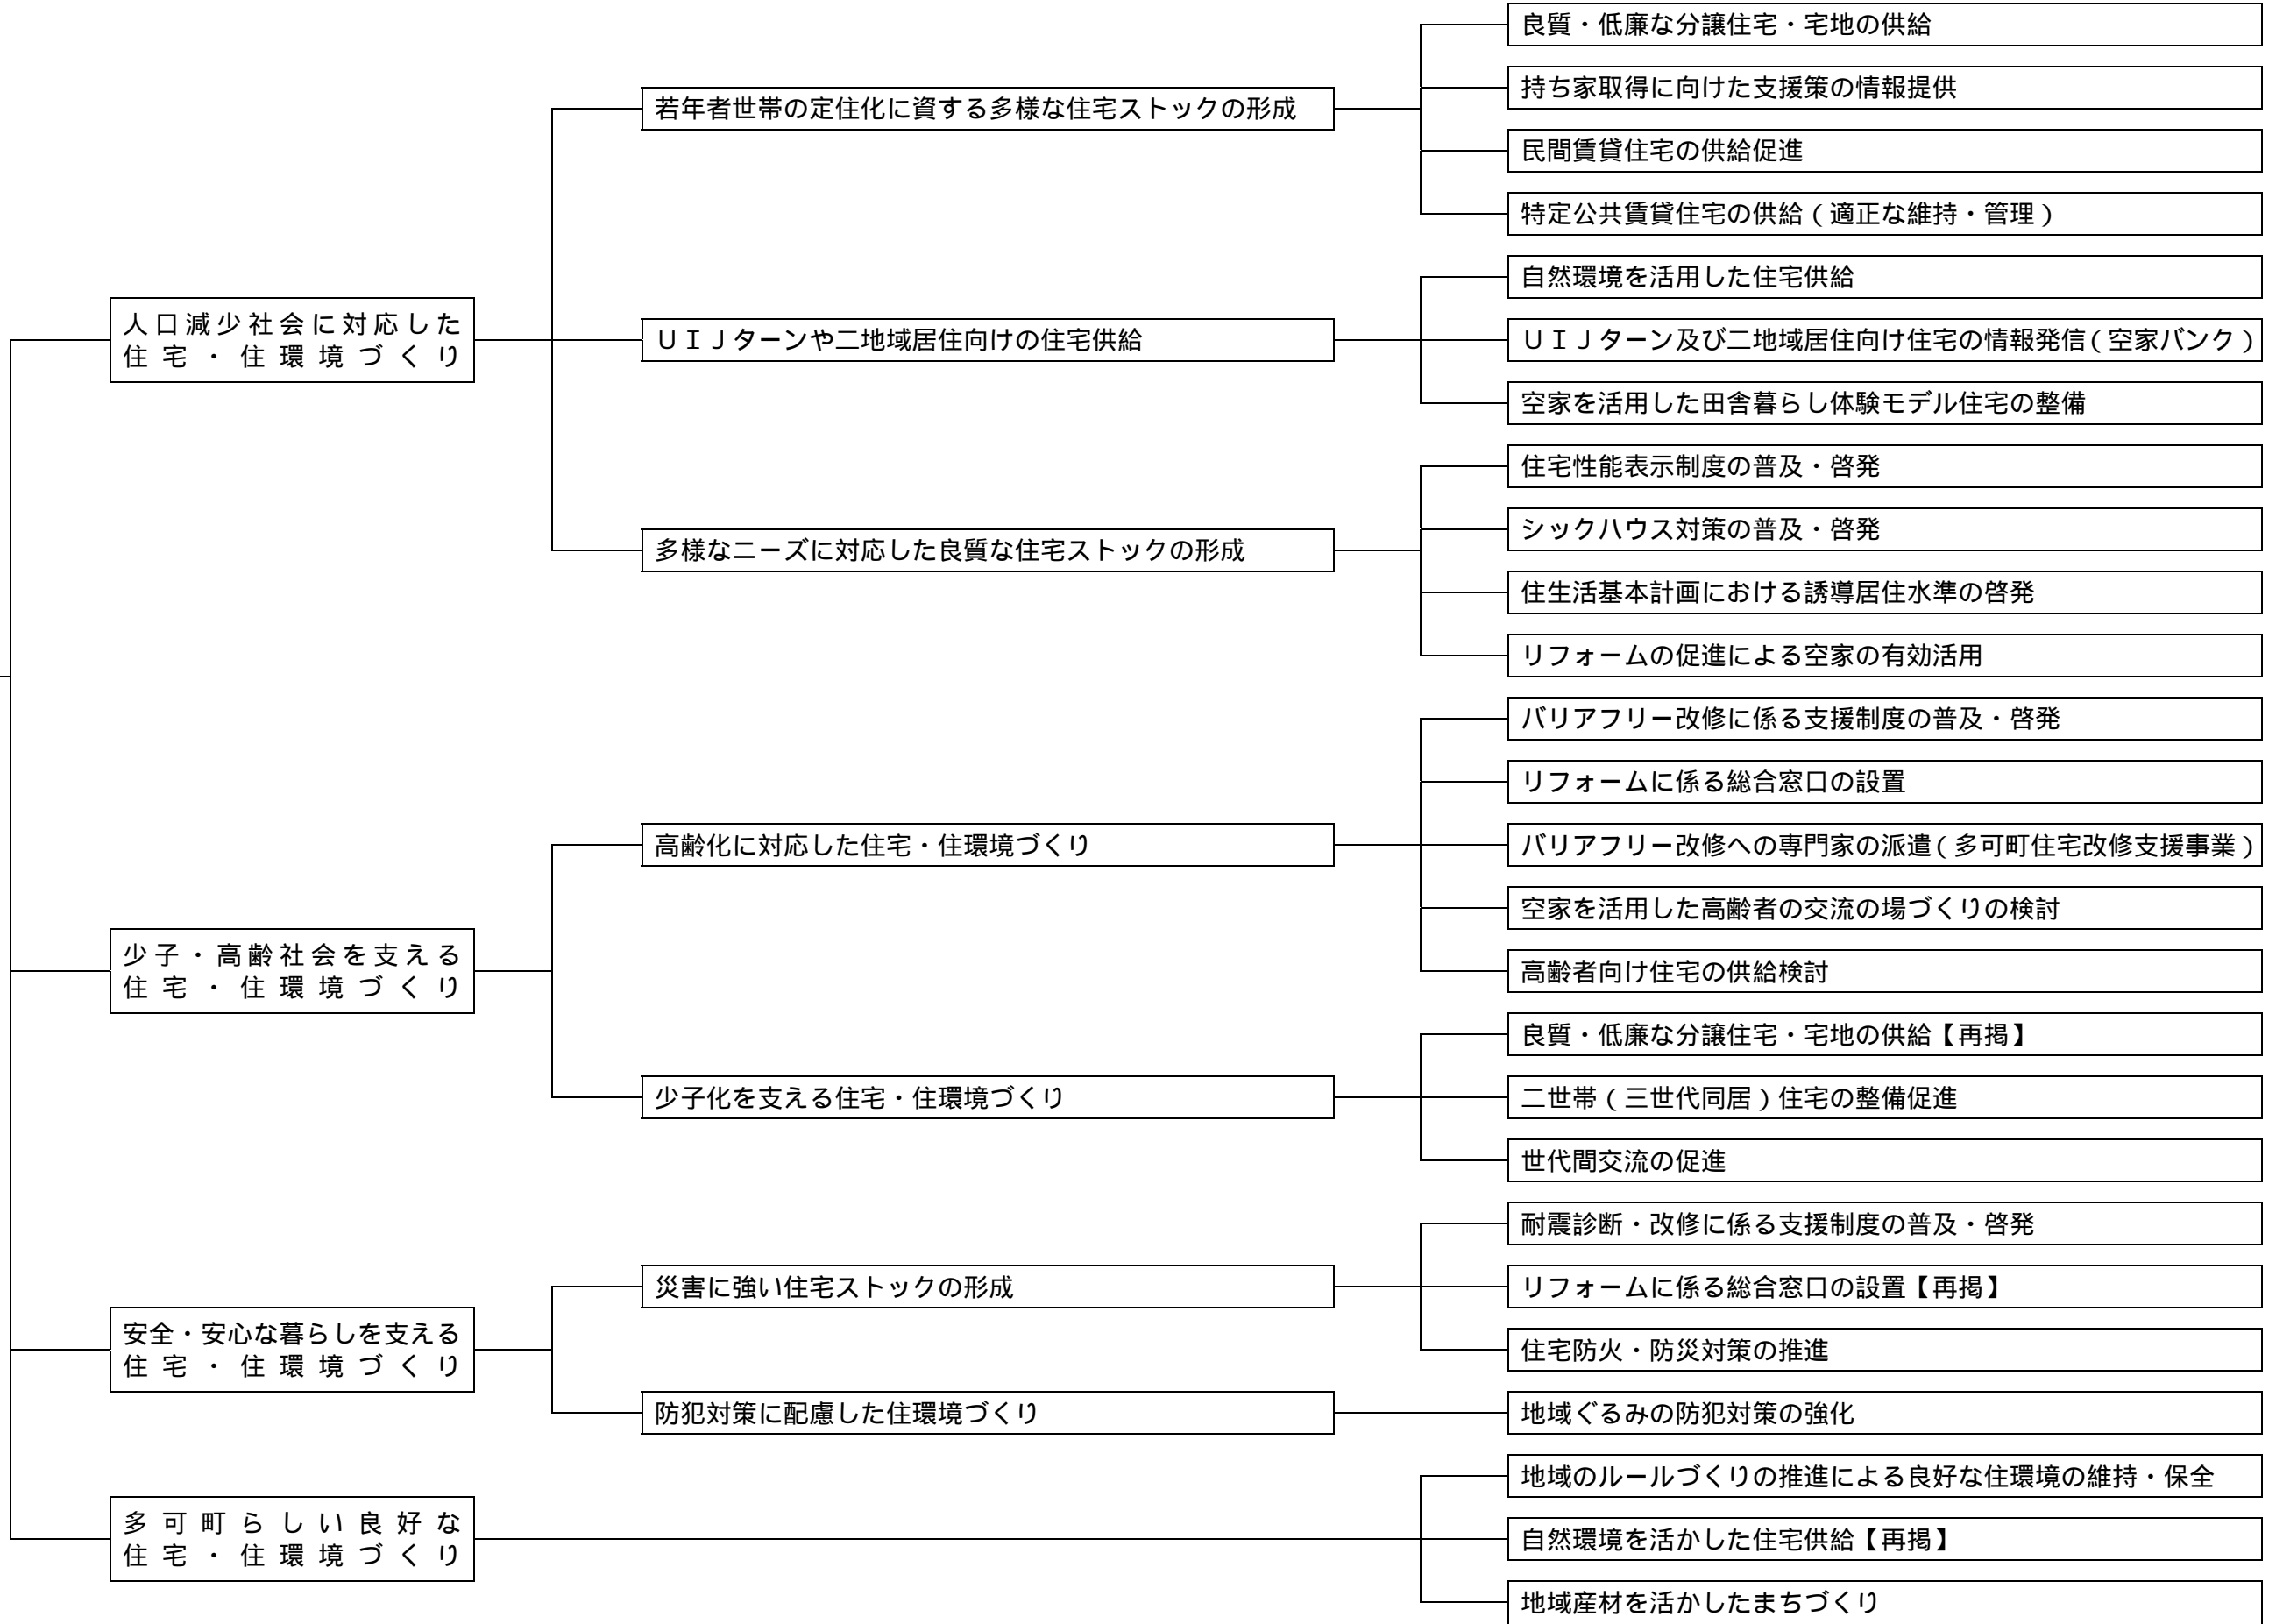 人口減少社会に対応した
住宅・住環境づくり
若年者世帯の定住化に資する多様な住宅ストックの形成
良質・低廉な分譲住宅・宅地の供給
持ち家取得に向けた支援策の情報提供
民間賃貸住宅の供給促進
特定公共賃貸住宅の供給(適正な維持・管理)
ＵＩＪターンや二地域居住向けの住宅供給
自然環境を活用した住宅供給
ＵＩＪターン及び二地域居住向け住宅の情報発信(空家バンク)
空家を活用した田舎暮らし体験モデル住宅の整備
多様なニーズに対応した良質な住宅ストックの形成
住宅性能表示制度の普及・啓発
シックハウス対策の普及・啓発
住生活基本計画における誘導居住水準の啓発
リフォームの促進による空家の有効活用
少子・高齢社会を支える
住宅・住環境づくり
高齢化に対応した住宅・住環境づくり
バリアフリー改修に係る支援制度の普及・啓発
リフォームに係る総合窓口の設置
バリアフリー改修への専門家の派遣(多可町住宅改修支援事業)
空家を活用した高齢者の交流の場づくりの検討
高齢者向け住宅の供給検討
少子化を支える住宅・住環境づくり
良質・低廉な分譲住宅・宅地の供給【再掲】
二世帯(三世代同居)住宅の整備促進
世代間交流の促進
安全・安心な暮らしを支える
住宅・住環境づくり
災害に強い住宅ストックの形成
耐震診断・改修に係る支援制度の普及・啓発
リフォームに係る総合窓口の設置【再掲】
住宅防火・防災対策の推進
防犯対策に配慮した住環境づくり
地域ぐるみの防犯対策の強化
多可町らしい良好な
住宅・住環境づくり
地域のルールづくりの推進による良好な住環境の維持・保全
自然環境を活かした住宅供給【再掲】
地域産材を活かしたまちづくり